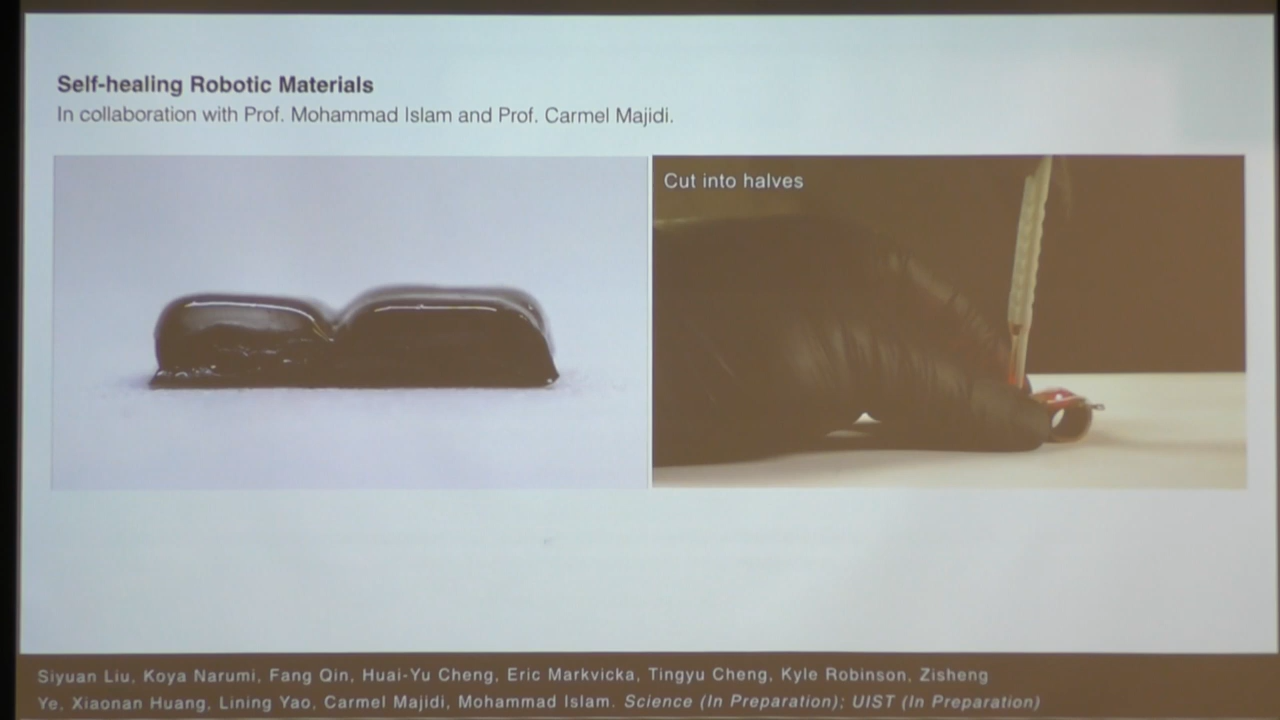 Self-healing Robotic Materials
In collaboration with Prof. Mohammad Islam and Prof. Carmel Majidi.
Cut into halves
Siyuan Liu, Koya Narumi, Fang Qin, Huai-Yu Cheng, Eric Markvicka, Tingyu Cheng, Kyle Robinson, Zisheng
Ye, Xiaonan Huang, Lining Yao, Carmel Majidi, Mohammad Islam. Science (In Preparation); UIST (In Preparation)